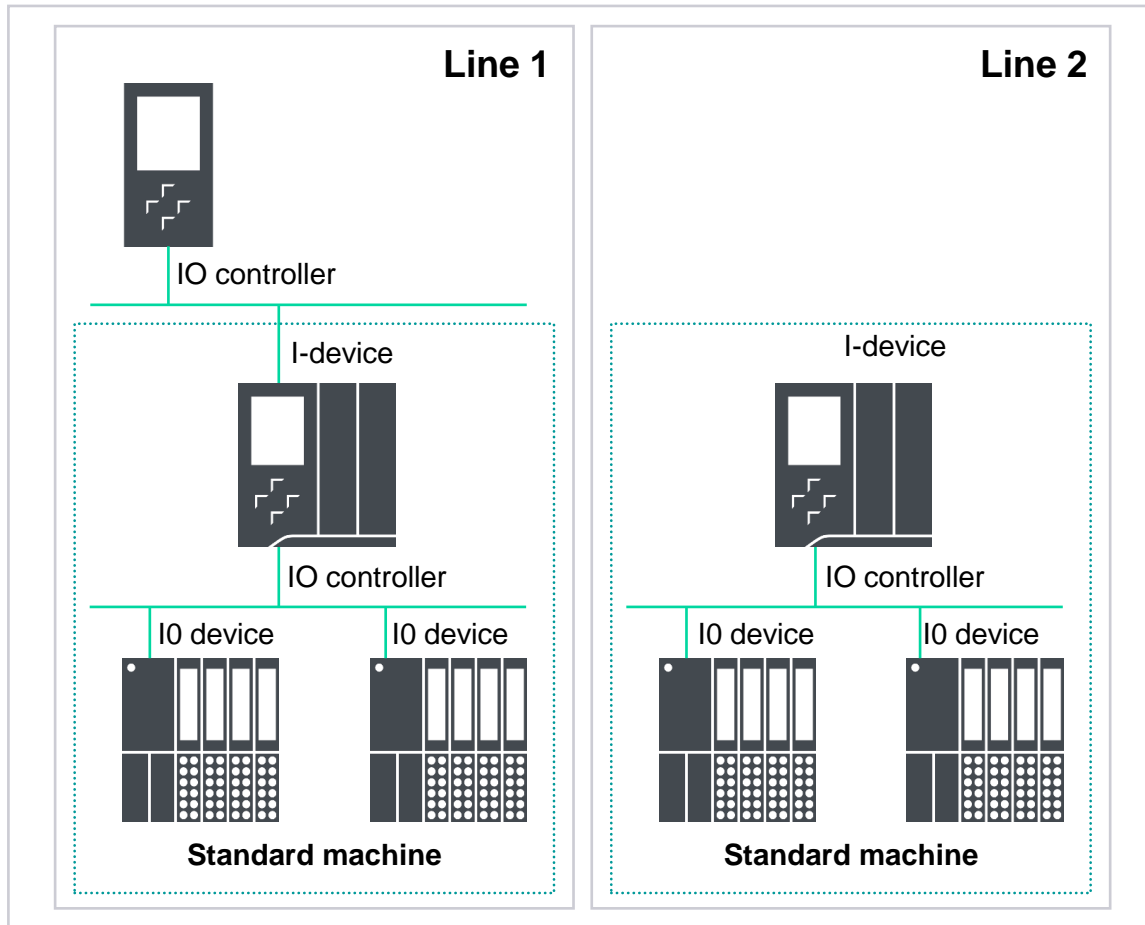 Line 1
IO controller
I-device
IO controller
I0 device
I0 device
Standard machine
Line 2
I-device
IO controller
I0 device
I0 device
Standard machine